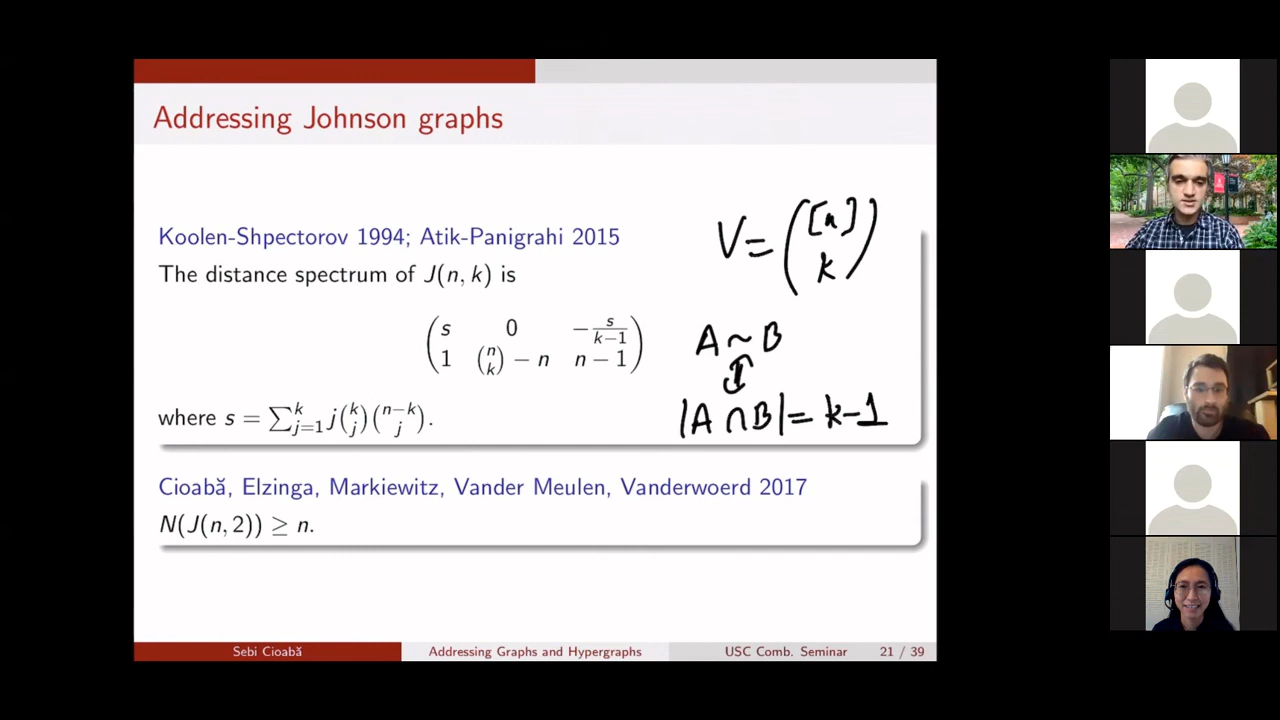 Addressing Johnson graphs
Koolen-Shpectorov 1994; Atik-Panigrahi 2015
The distance spectrum of J(n, k) is
( s 0 − s/(k−1) )
( 1 (n k) − n n − 1 )
where s = ∑_{j=1}^{k} j (k j) (n−k j).
V = ([n] k)
A ~ B
⇕
|A ∩ B| = k−1
Cioabă, Elzinga, Markiewitz, Vander Meulen, Vanderwoerd 2017
N(J(n, 2)) ≥ n.
Sebi Cioabă Addressing Graphs and Hypergraphs USC Comb. Seminar 21 / 39